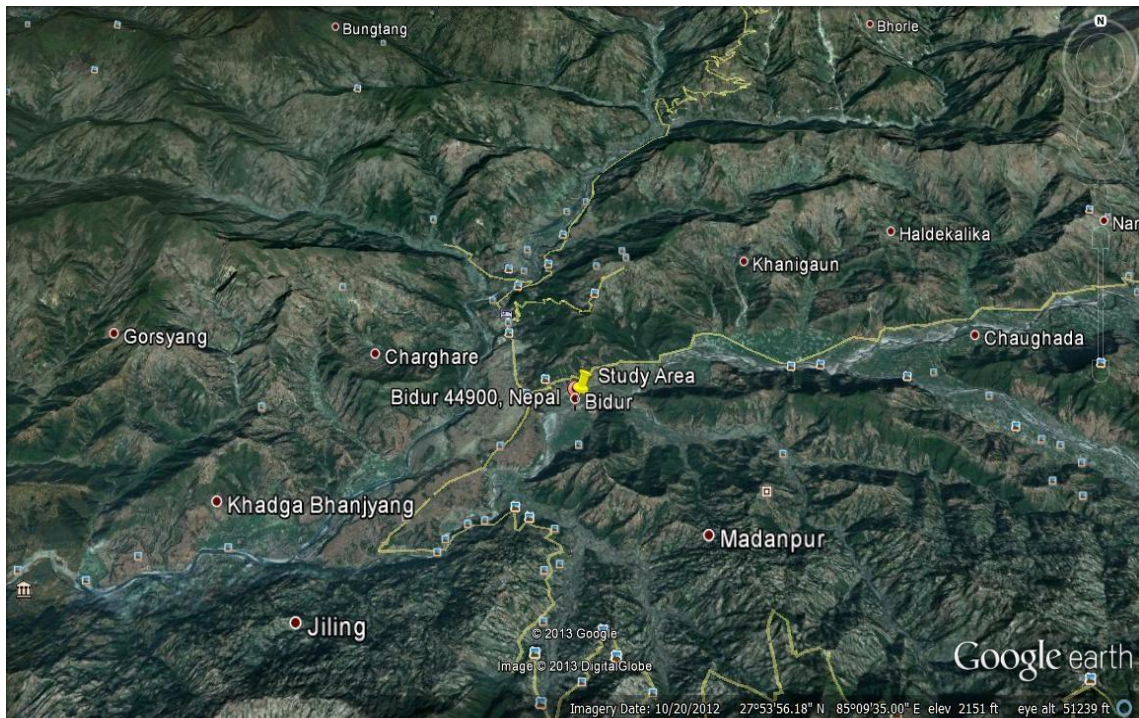 Bungtang
Bhorle
N
Nar
Haldekalika
Khanigaun
Gorsyang
Charghare
Chaughada
Study Area
Bidur 44900, Nepal
Bidur
Khadga Bhanjyang
Madanpur
Jiling
© 2013 Google
Image © 2013 DigitalGlobe
Google earth
Imagery Date: 10/20/2012 27°53'56.18" N 85°09'35.00" E elev 2151 ft eye alt 51239 ft